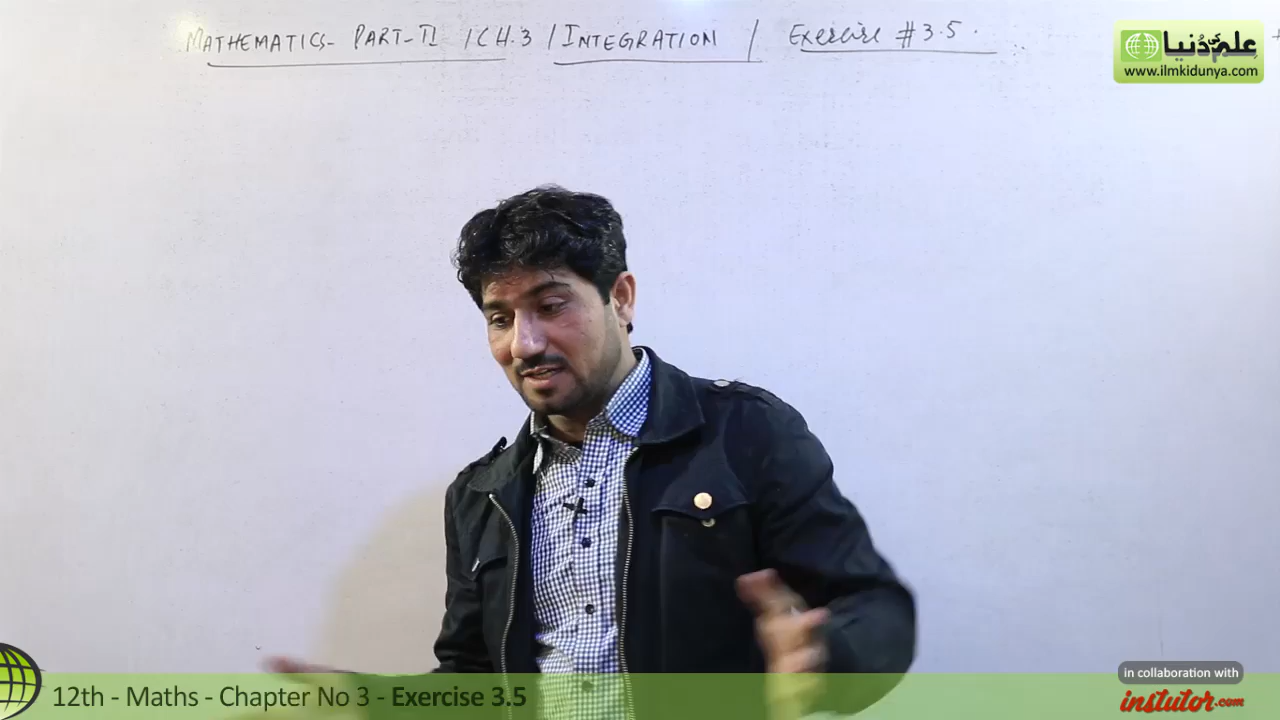 MATHEMATICS- PART-II / CH.3 / INTEGRATION / Exercise #3.5.
علم کی دُنیا
www.ilmkidunya.com
in collaboration with
instutor.com
12th - Maths - Chapter No 3 - Exercise 3.5